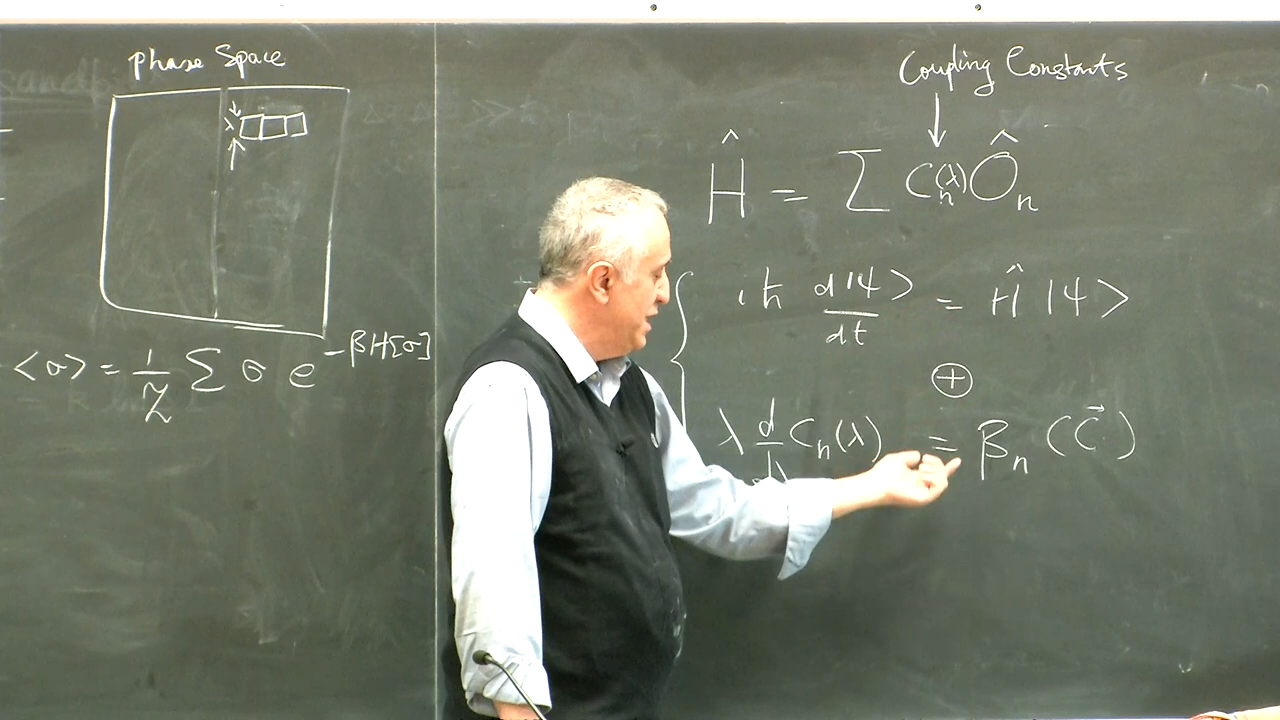 Phase Space
λ
<σ> = 1/Z Σ σ e^{-βH[σ]}
Coupling Constants
Ĥ = Σ C_n(λ) Ô_n
iħ d|ψ>/dt = Ĥ |ψ>
⊕
λ d/dλ C_n(λ) = β_n (C⃗)